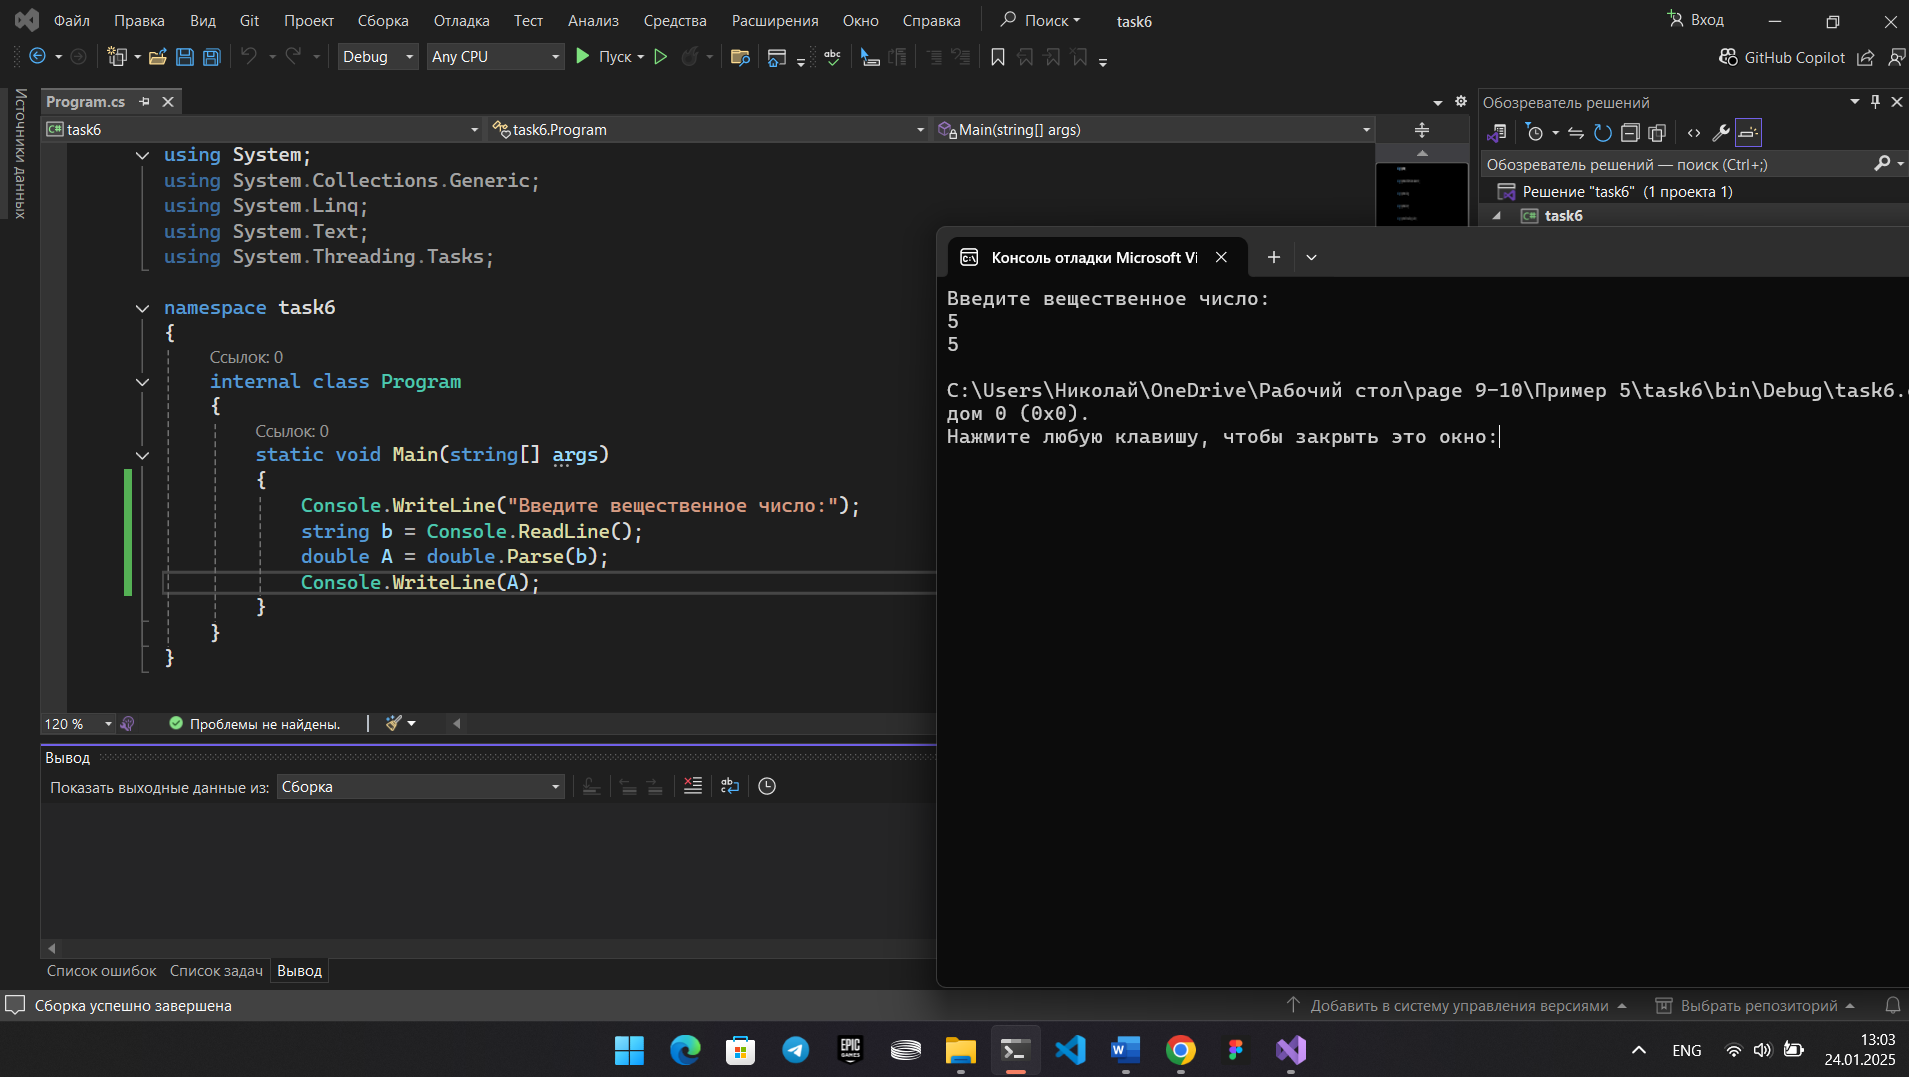 Файл Правка Вид Git Проект Сборка Отладка Тест Анализ Средства Расширения Окно Справка Поиск task6 Вход
Debug Any CPU Пуск abc GitHub Copilot
Источники данных
Program.cs
task6 task6.Program Main(string[] args)
using System;
using System.Collections.Generic;
using System.Linq;
using System.Text;
using System.Threading.Tasks;
namespace task6
{
Ссылок: 0
internal class Program
{
Ссылок: 0
static void Main(string[] args)
{
Console.WriteLine("Введите вещественное число:");
string b = Console.ReadLine();
double A = double.Parse(b);
Console.WriteLine(A);
}
}
}
120 % Проблемы не найдены.
Вывод
Показать выходные данные из: Сборка
Список ошибок Список задач Вывод
Обозреватель решений
Обозреватель решений — поиск (Ctrl+;)
Решение "task6" (1 проекта 1)
C# task6
Консоль отладки Microsoft Vi
Введите вещественное число:
5
5
C:\Users\Николай\OneDrive\Рабочий стол\page 9-10\Пример 5\task6\bin\Debug\task6.
дом 0 (0x0).
Нажмите любую клавишу, чтобы закрыть это окно:
Сборка успешно завершена Добавить в систему управления версиями Выбрать репозиторий
EPIC GAMES
ENG
13:03
24.01.2025